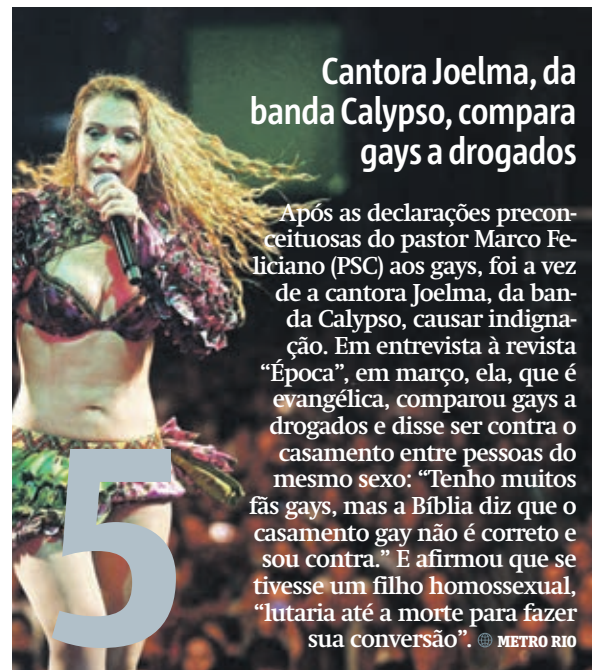 Cantora Joelma, da
banda Calypso, compara
gays a drogados
Após as declarações precon-
ceituosas do pastor Marco Fe-
liciano (PSC) aos gays, foi a vez
de a cantora Joelma, da ban-
da Calypso, causar indigna-
ção. Em entrevista à revista
“Época”, em março, ela, que é
evangélica, comparou gays a
drogados e disse ser contra o
casamento entre pessoas do
mesmo sexo: “Tenho muitos
fãs gays, mas a Bíblia diz que o
casamento gay não é correto e
sou contra.” E afirmou que se
tivesse um filho homossexual,
“lutaria até a morte para fazer
sua conversão”. METRO RIO
5